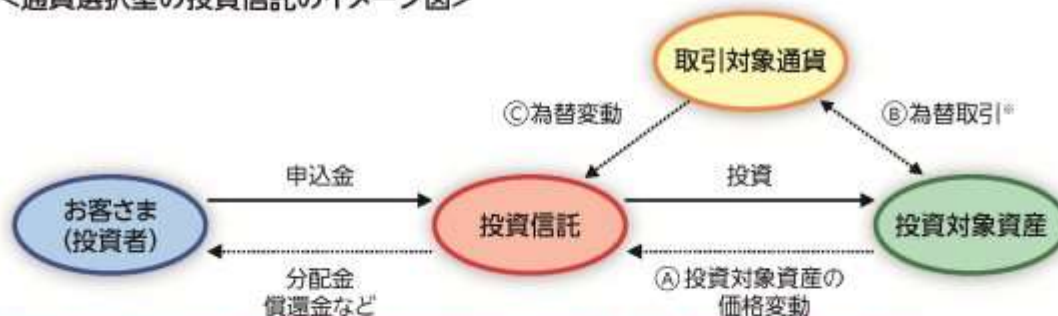 <通貨選択型の投資信託のイメージ図>
取引対象通貨
Ⓒ為替変動
Ⓑ為替取引※
申込金
投資
お客さま
(投資者)
投資信託
投資対象資産
分配金
償還金など
Ⓐ投資対象資産の
価格変動